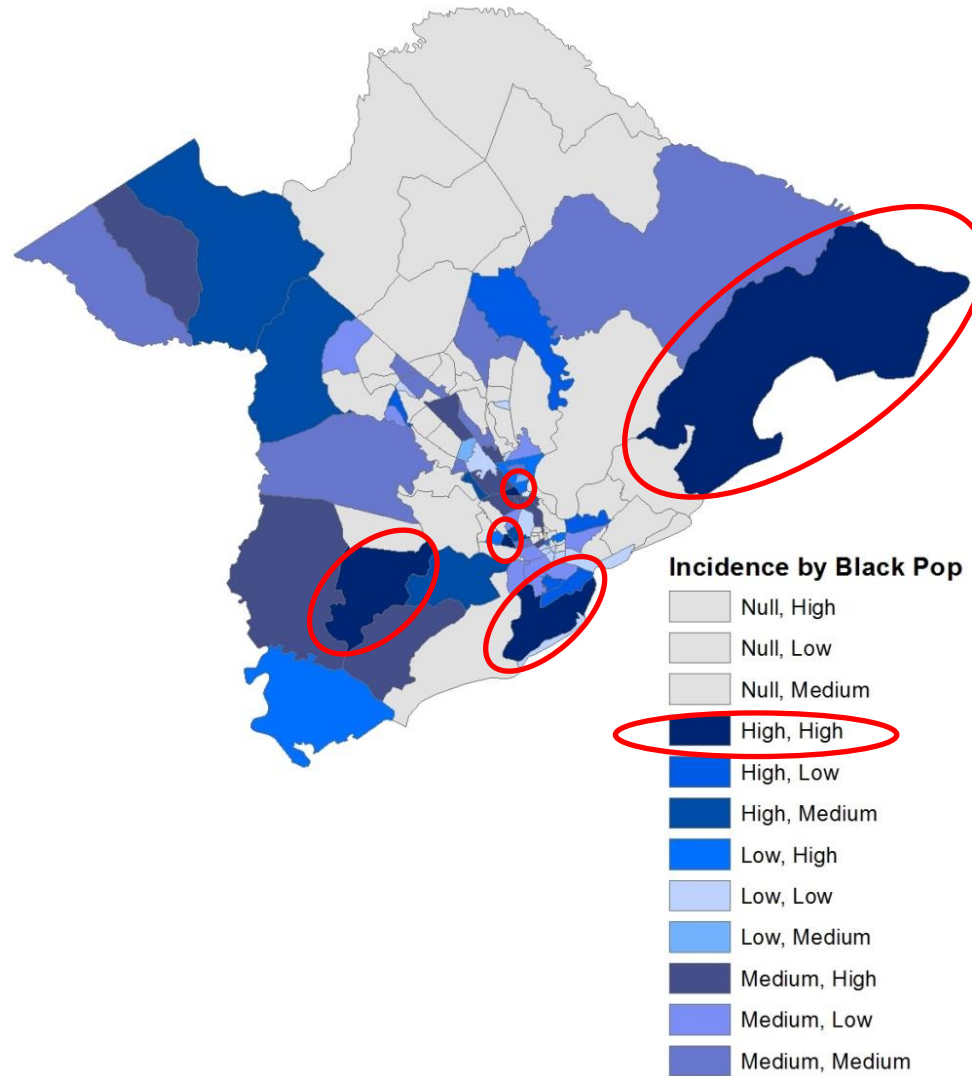 Incidence by Black Pop
Null, High
Null, Low
Null, Medium
High, High
High, Low
High, Medium
Low, High
Low, Low
Low, Medium
Medium, High
Medium, Low
Medium, Medium